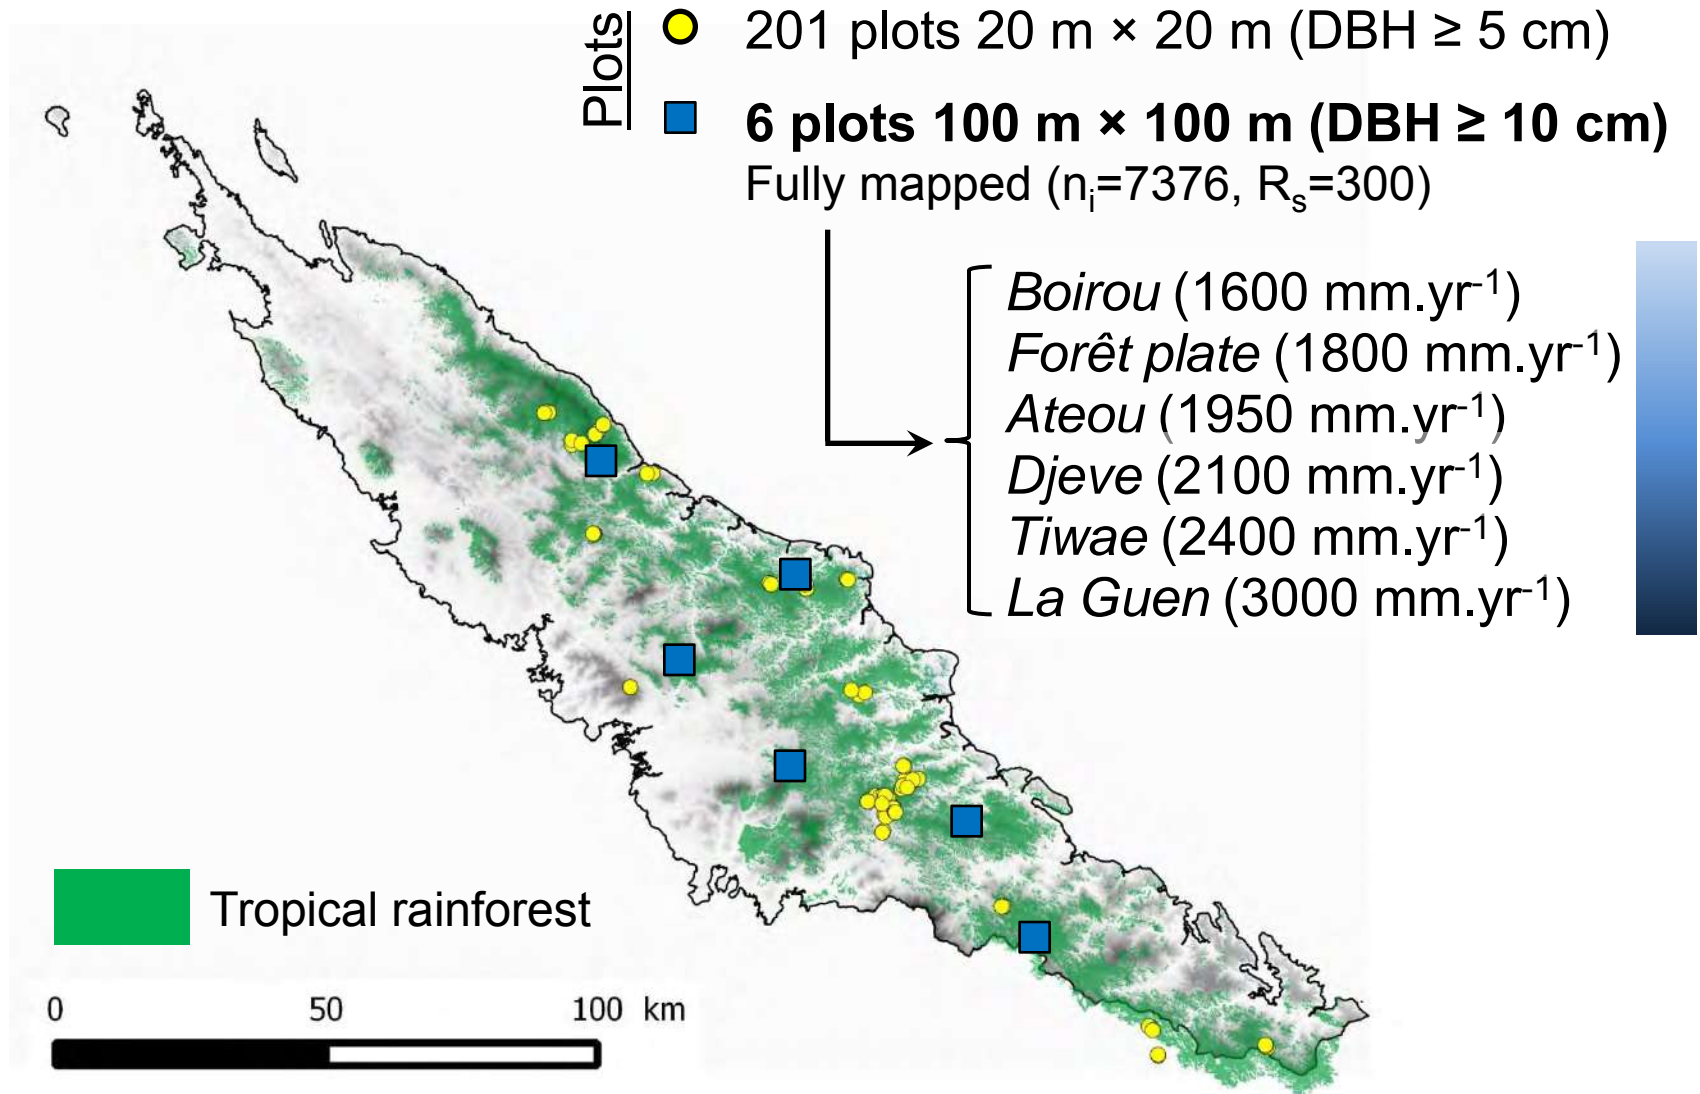 Plots
201 plots 20 m × 20 m (DBH ≥ 5 cm)
6 plots 100 m × 100 m (DBH ≥ 10 cm)
Fully mapped (nᵢ=7376, Rₛ=300)
Boirou (1600 mm.yr⁻¹)
Forêt plate (1800 mm.yr⁻¹)
Ateou (1950 mm.yr⁻¹)
Djeve (2100 mm.yr⁻¹)
Tiwae (2400 mm.yr⁻¹)
La Guen (3000 mm.yr⁻¹)
Tropical rainforest
0 50 100 km